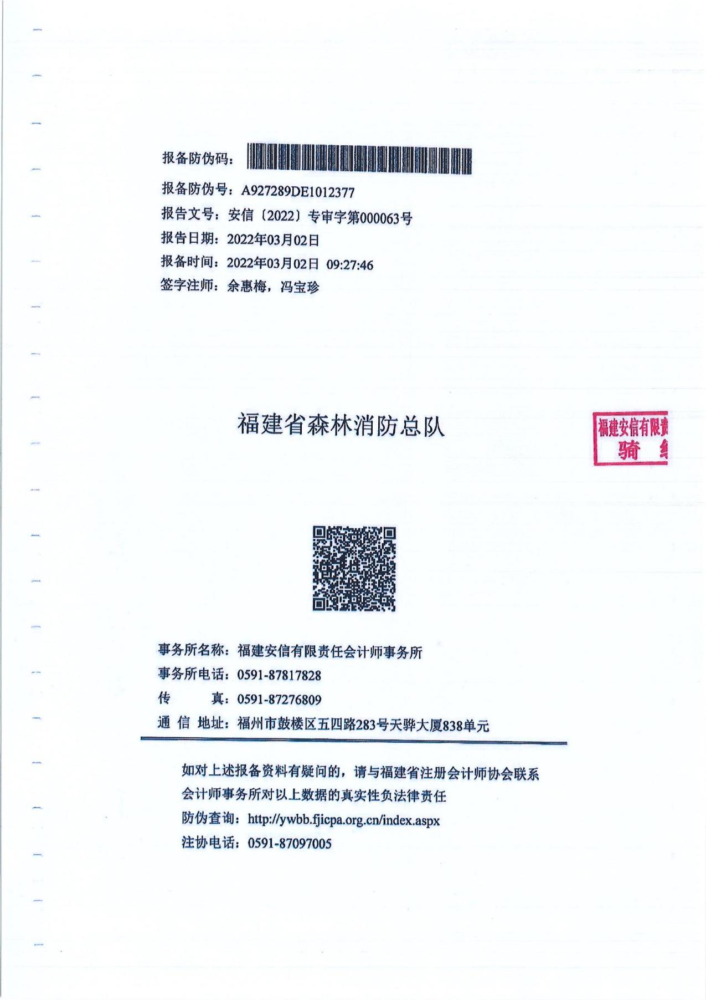 报备防伪码：
报备防伪号：A927289DE1012377
报告文号：安信〔2022〕专审字第000063号
报告日期：2022年03月02日
报备时间：2022年03月02日 09:27:46
签字注师：余惠梅，冯宝珍
福建省森林消防总队
福建安信有限责
骑
事务所名称：福建安信有限责任会计师事务所
事务所电话：0591-87817828
传 真：0591-87276809
通 信 地址：福州市鼓楼区五四路283号天骅大厦838单元
如对上述报备资料有疑问的，请与福建省注册会计师协会联系
会计师事务所对以上数据的真实性负法律责任
防伪查询：http://ywbb.fjicpa.org.cn/index.aspx
注协电话：0591-87097005